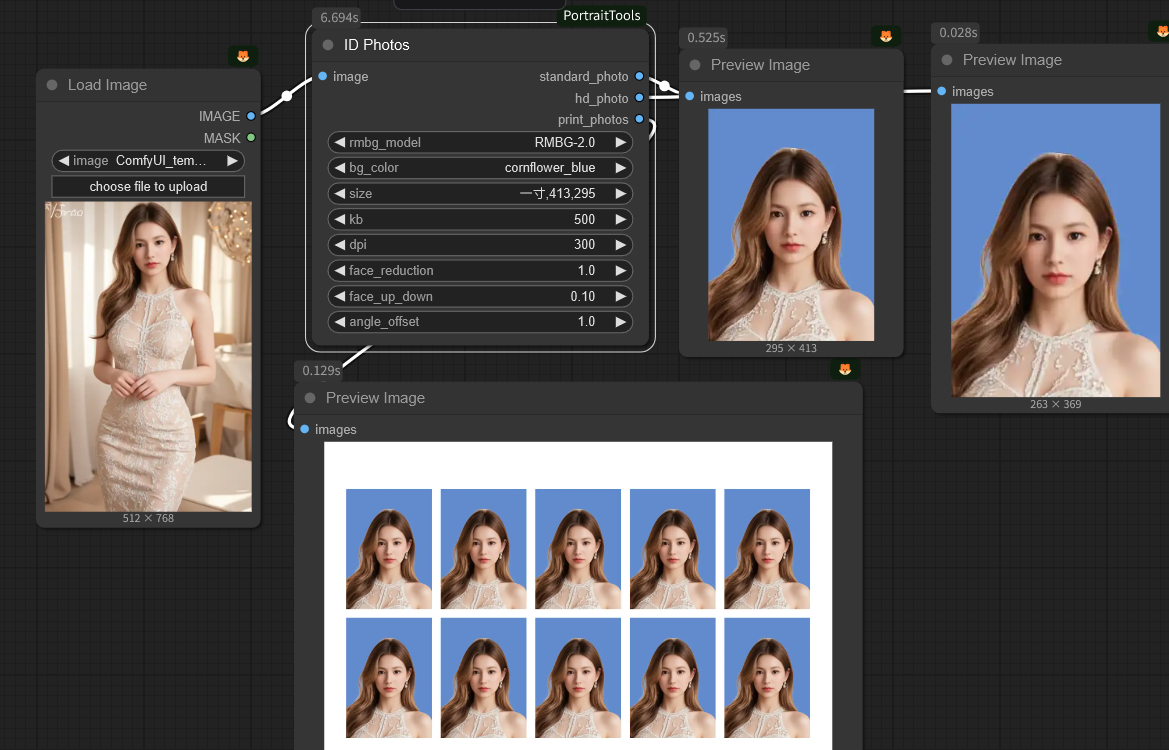 6.694s
PortraitTools
ID Photos
image
standard_photo
hd_photo
print_photos
rmbg_model RMBG-2.0
bg_color cornflower_blue
size 一寸,413,295
kb 500
dpi 300
face_reduction 1.0
face_up_down 0.10
angle_offset 1.0
Load Image
IMAGE
MASK
image ComfyUI_tem...
choose file to upload
512 × 768
0.525s
Preview Image
images
295 × 413
0.028s
Preview Image
images
263 × 369
0.129s
Preview Image
images